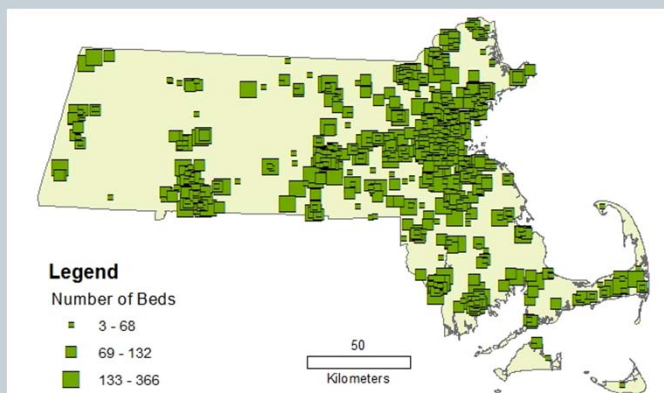 Legend
Number of Beds
3 - 68
69 - 132
133 - 366
50
Kilometers